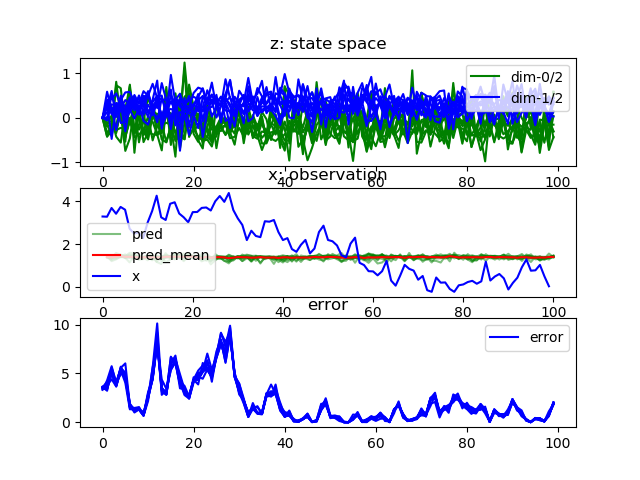 z: state space
1
0
−1
dim-0/2
dim-1/2
0 20 40 60 80 100
x: observation
4
2
0
pred
pred_mean
x
0 20 40 60 80 100
error
10
5
0
error
0 20 40 60 80 100